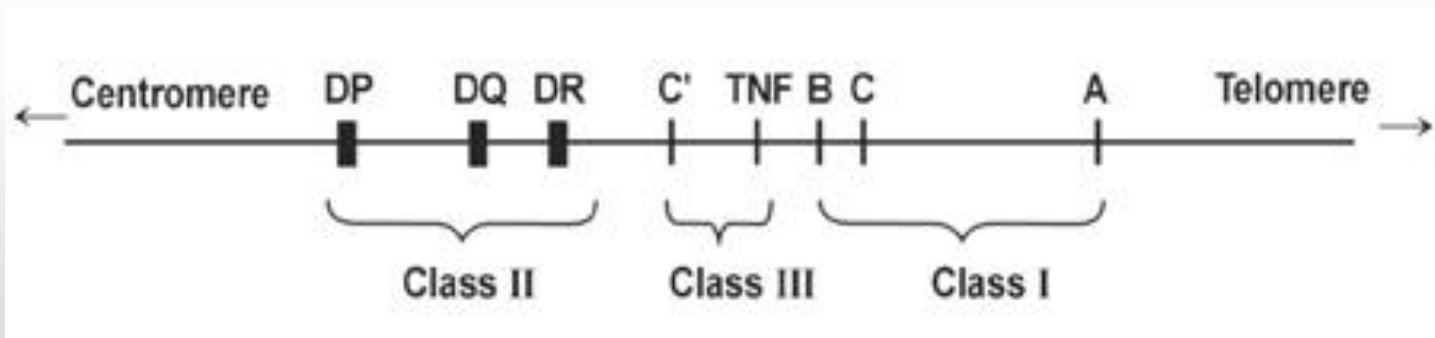 Centromere DP DQ DR C' TNF B C A Telomere
Class II Class III Class I